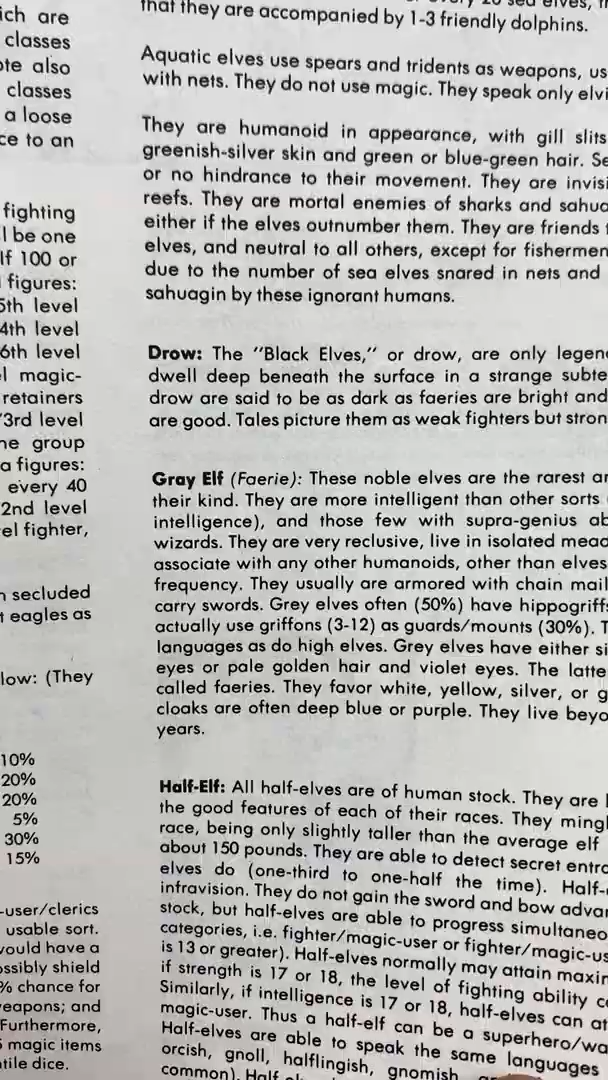 ich are
classes
ote also
classes
a loose
ce to an
fighting
l be one
If 100 or
figures:
5th level
4th level
6th level
el magic-
retainers
3rd level
ne group
a figures:
every 40
2nd level
el fighter,
n secluded
t eagles as
low: (They
10%
20%
20%
5%
30%
15%
-user/clerics
usable sort.
would have a
ossibly shield
% chance for
weapons; and
Furthermore,
magic items
ntile dice.
that they are accompanied by 1-3 friendly dolphins.
Aquatic elves use spears and tridents as weapons, us
with nets. They do not use magic. They speak only elvi
They are humanoid in appearance, with gill slits
greenish-silver skin and green or blue-green hair. Se
or no hindrance to their movement. They are invisi
reefs. They are mortal enemies of sharks and sahua
either if the elves outnumber them. They are friends
elves, and neutral to all others, except for fishermen
due to the number of sea elves snared in nets and
sahuagin by these ignorant humans.
Drow: The "Black Elves," or drow, are only legen
dwell deep beneath the surface in a strange subte
drow are said to be as dark as faeries are bright and
are good. Tales picture them as weak fighters but stron
Gray Elf (Faerie): These noble elves are the rarest a
their kind. They are more intelligent than other sorts
intelligence), and those few with supra-genius ab
wizards. They are very reclusive, live in isolated mead
associate with any other humanoids, other than elves
frequency. They usually are armored with chain mail
carry swords. Grey elves often (50%) have hippogriff
actually use griffons (3-12) as guards/mounts (30%). T
languages as do high elves. Grey elves have either si
eyes or pale golden hair and violet eyes. The latte
called faeries. They favor white, yellow, silver, or g
cloaks are often deep blue or purple. They live beyo
years.
Half-Elf: All half-elves are of human stock. They are
the good features of each of their races. They mingl
race, being only slightly taller than the average elf
about 150 pounds. They are able to detect secret entra
elves do (one-third to one-half the time). Half-
infravision. They do not gain the sword and bow adva
stock, but half-elves are able to progress simultaneo
categories, i.e. fighter/magic-user or fighter/magic-us
is 13 or greater). Half-elves normally may attain maxi
if strength is 17 or 18, the level of fighting ability c
Similarly, if intelligence is 17 or 18, half-elves can at
magic-user. Thus a half-elf can be a superhero/wa
Half-elves are able to speak the same languages
orcish, gnoll, halflingish, gnomish
common). Half